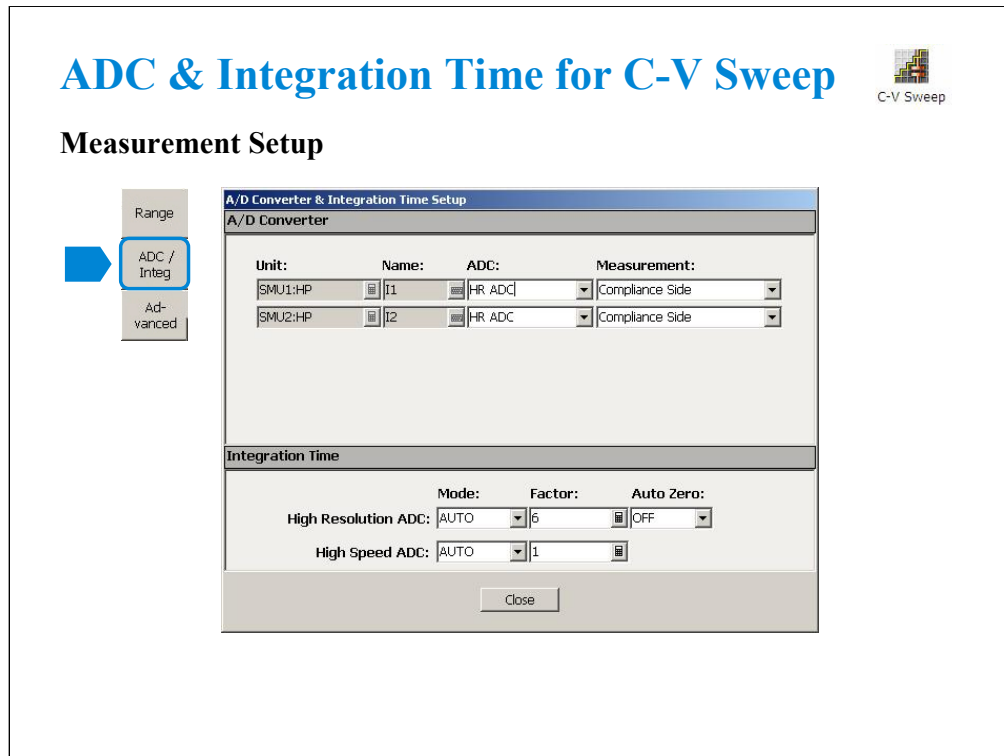 ADC & Integration Time for C-V Sweep
C-V Sweep
Measurement Setup
Range
ADC /
Integ
Ad-
vanced
A/D Converter & Integration Time Setup
A/D Converter
Unit: Name: ADC: Measurement:
SMU1:HP I1 HR ADC Compliance Side
SMU2:HP I2 HR ADC Compliance Side
Integration Time
Mode: Factor: Auto Zero:
High Resolution ADC: AUTO 6 OFF
High Speed ADC: AUTO 1
Close